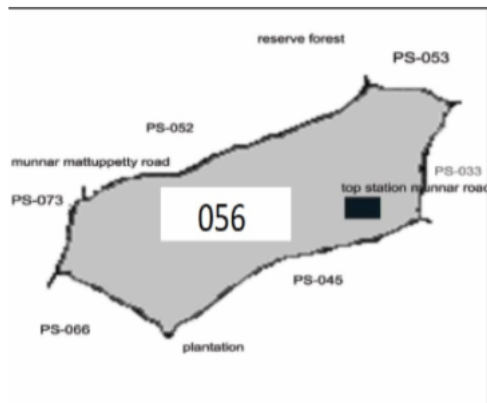 reserve forest
PS-053
PS-052
munnar mattuppetty road
PS-033
PS-073
top station munnar road
056
PS-045
PS-066
plantation